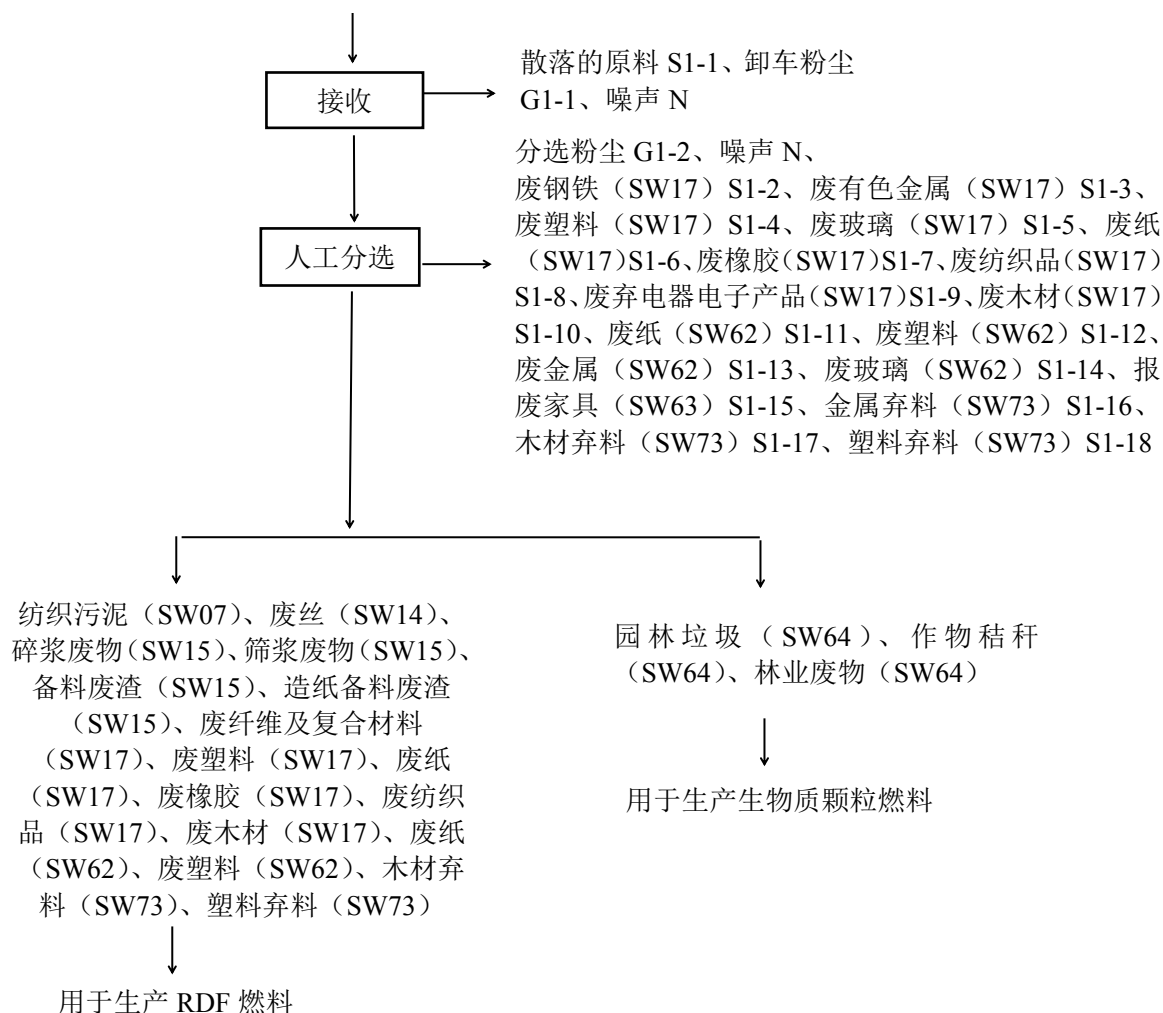 散落的原料 S1-1、卸车粉尘
G1-1、噪声 N
接收
分选粉尘 G1-2、噪声 N、
废钢铁（SW17）S1-2、废有色金属（SW17）S1-3、
废塑料（SW17）S1-4、废玻璃（SW17）S1-5、废纸
（SW17)S1-6、废橡胶(SW17)S1-7、废纺织品(SW17)
S1-8、废弃电器电子产品(SW17)S1-9、废木材(SW17)
S1-10、废纸（SW62）S1-11、废塑料（SW62）S1-12、
废金属（SW62）S1-13、废玻璃（SW62）S1-14、报
废家具（SW63）S1-15、金属弃料（SW73）S1-16、
木材弃料（SW73）S1-17、塑料弃料（SW73）S1-18
人工分选
纺织污泥（SW07）、废丝（SW14）、
碎浆废物(SW15)、筛浆废物(SW15)、
备料废渣（SW15）、造纸备料废渣
（SW15）、废纤维及复合材料
（SW17）、废塑料（SW17）、废纸
（SW17）、废橡胶（SW17）、废纺织
品（SW17）、废木材（SW17）、废纸
（SW62）、废塑料（SW62）、木材弃
料（SW73）、塑料弃料（SW73）
用于生产 RDF 燃料
园林垃圾（SW64）、作物秸秆
（SW64）、林业废物（SW64）
用于生产生物质颗粒燃料